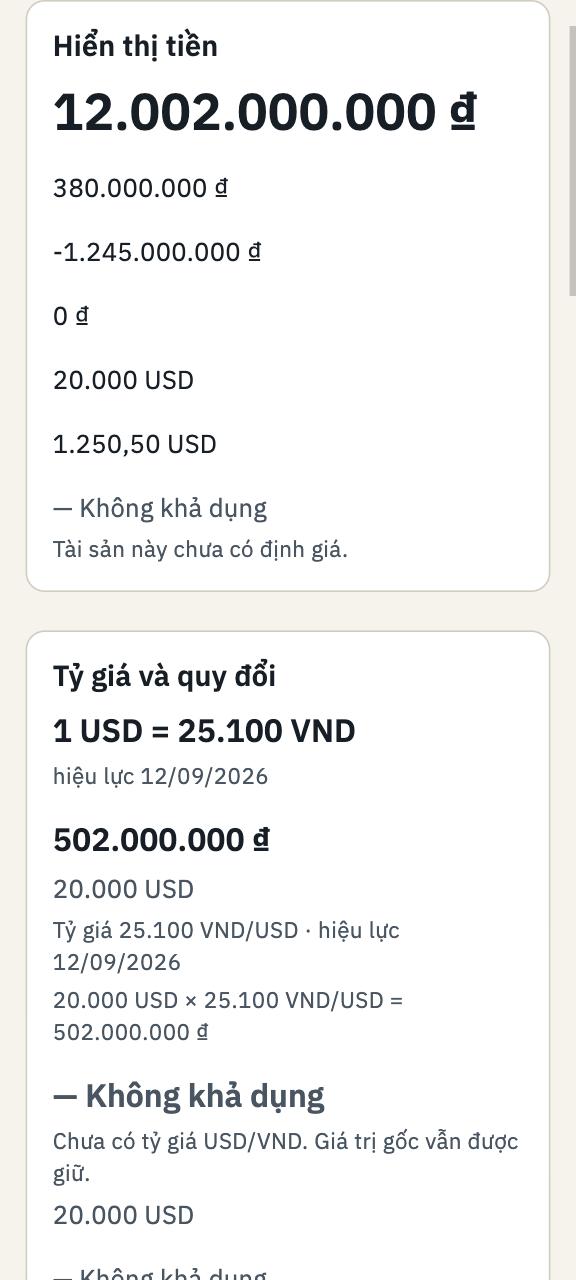 Hiển thị tiền
12.002.000.000 ₫
380.000.000 ₫
-1.245.000.000 ₫
0 ₫
20.000 USD
1.250,50 USD
— Không khả dụng
Tài sản này chưa có định giá.
Tỷ giá và quy đổi
1 USD = 25.100 VND
hiệu lực 12/09/2026
502.000.000 ₫
20.000 USD
Tỷ giá 25.100 VND/USD · hiệu lực
12/09/2026
20.000 USD × 25.100 VND/USD =
502.000.000 ₫
— Không khả dụng
Chưa có tỷ giá USD/VND. Giá trị gốc vẫn được
giữ.
20.000 USD
— Không khả dụng